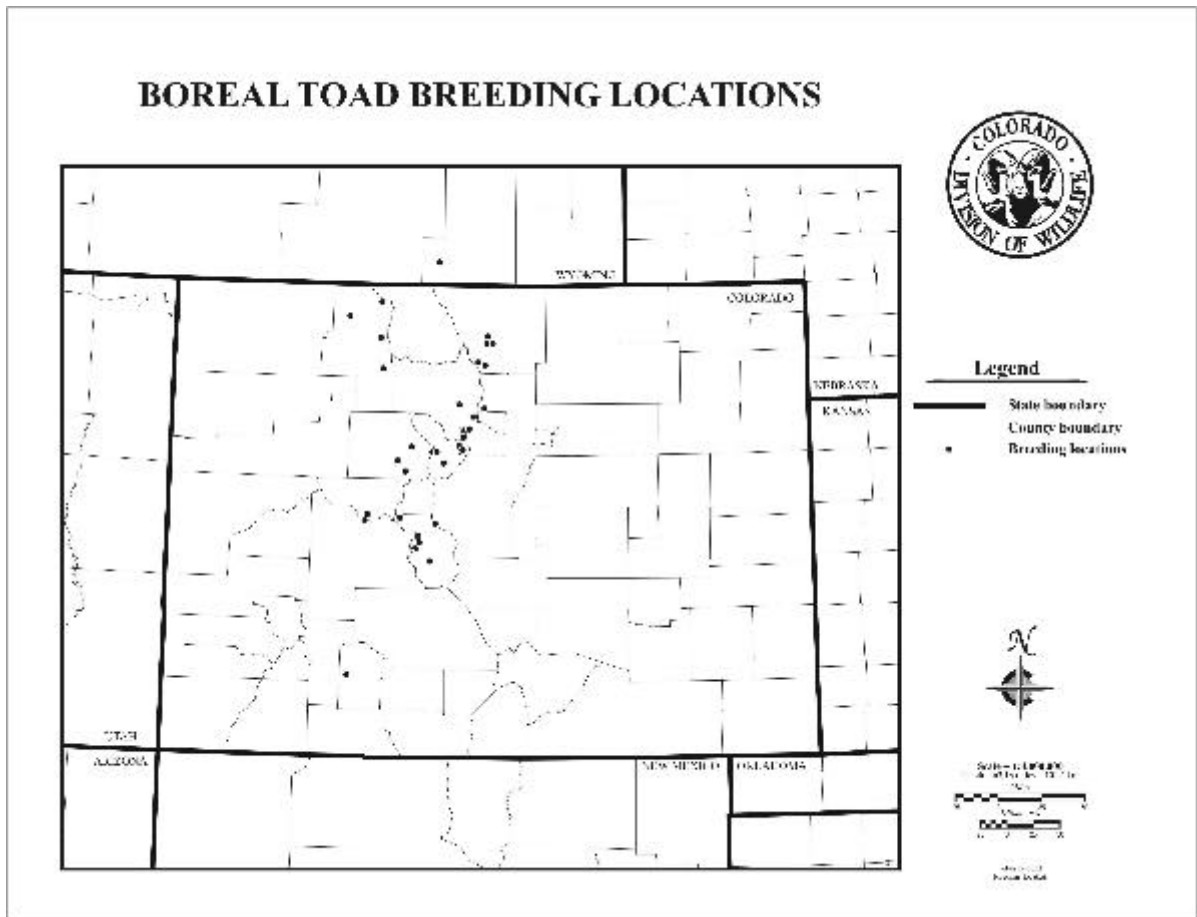 BOREAL TOAD BREEDING LOCATIONS
COLORADO
DIVISION OF WILDLIFE
WYOMING
COLORADO
NEBRASKA
KANSAS
Legend
State boundary
County boundary
Breeding locations
N
UTAH
ARIZONA
NEW MEXICO
OKLAHOMA